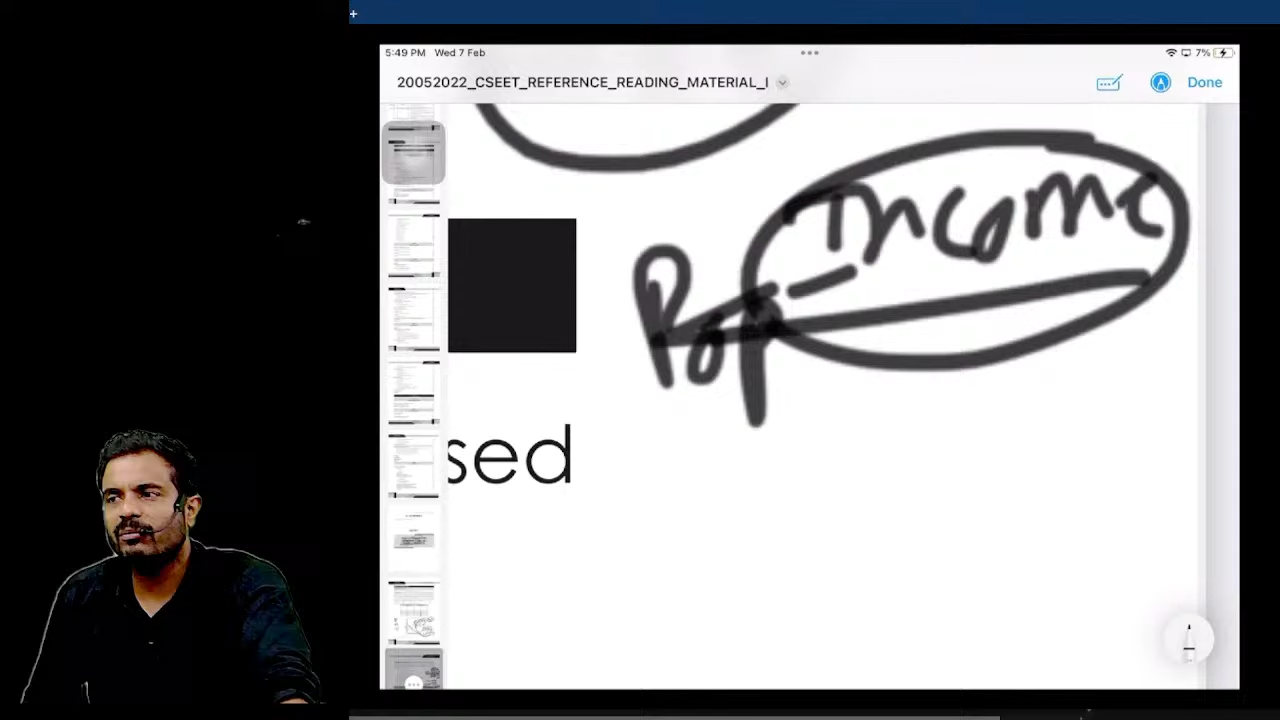 5:49 PM Wed 7 Feb
7%
20052022_CSEET_REFERENCE_READING_MATERIAL_I
Done
Income
Pop
sed